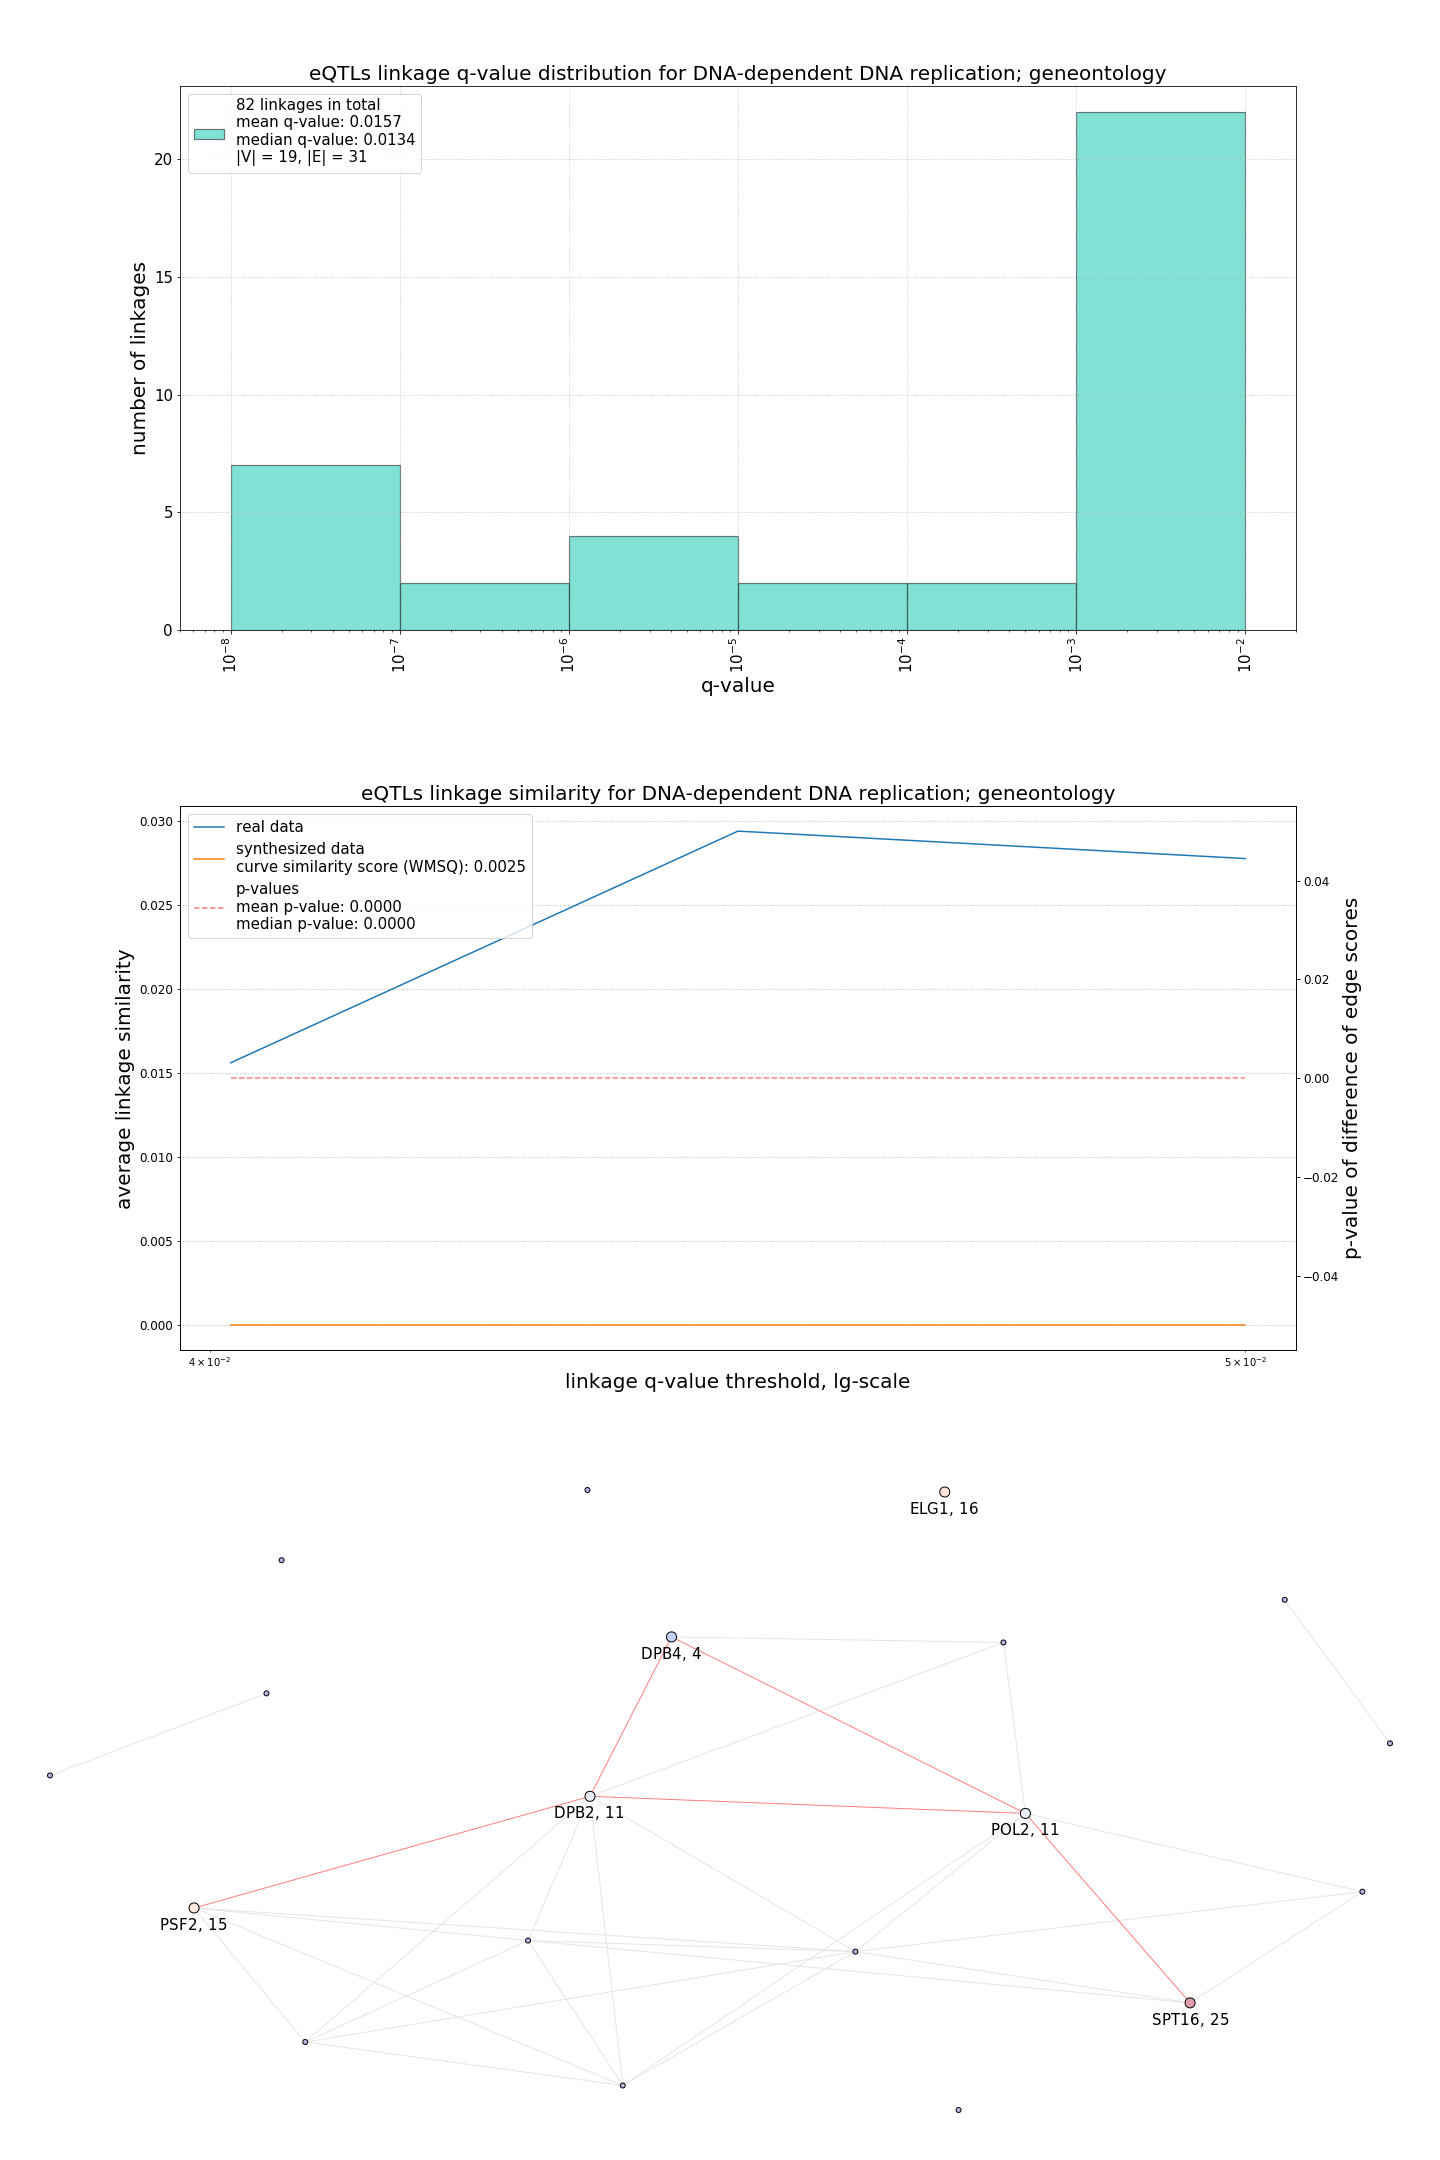 eQTLs linkage q-value distribution for DNA-dependent DNA replication; geneontology
82 linkages in total
mean q-value: 0.0157
median q-value: 0.0134
|V| = 19, |E| = 31
number of linkages
20
15
10
5
0
10⁻⁸
10⁻⁷
10⁻⁶
10⁻⁵
10⁻⁴
10⁻³
10⁻²
q-value
eQTLs linkage similarity for DNA-dependent DNA replication; geneontology
real data
synthesized data
curve similarity score (WMSQ): 0.0025
p-values
mean p-value: 0.0000
median p-value: 0.0000
average linkage similarity
0.030
0.025
0.020
0.015
0.010
0.005
0.000
0.04
0.02
0.00
−0.02
−0.04
p-value of difference of edge scores
4 × 10⁻²
5 × 10⁻²
linkage q-value threshold, lg-scale
ELG1, 16
DPB4, 4
DPB2, 11
POL2, 11
PSF2, 15
SPT16, 25